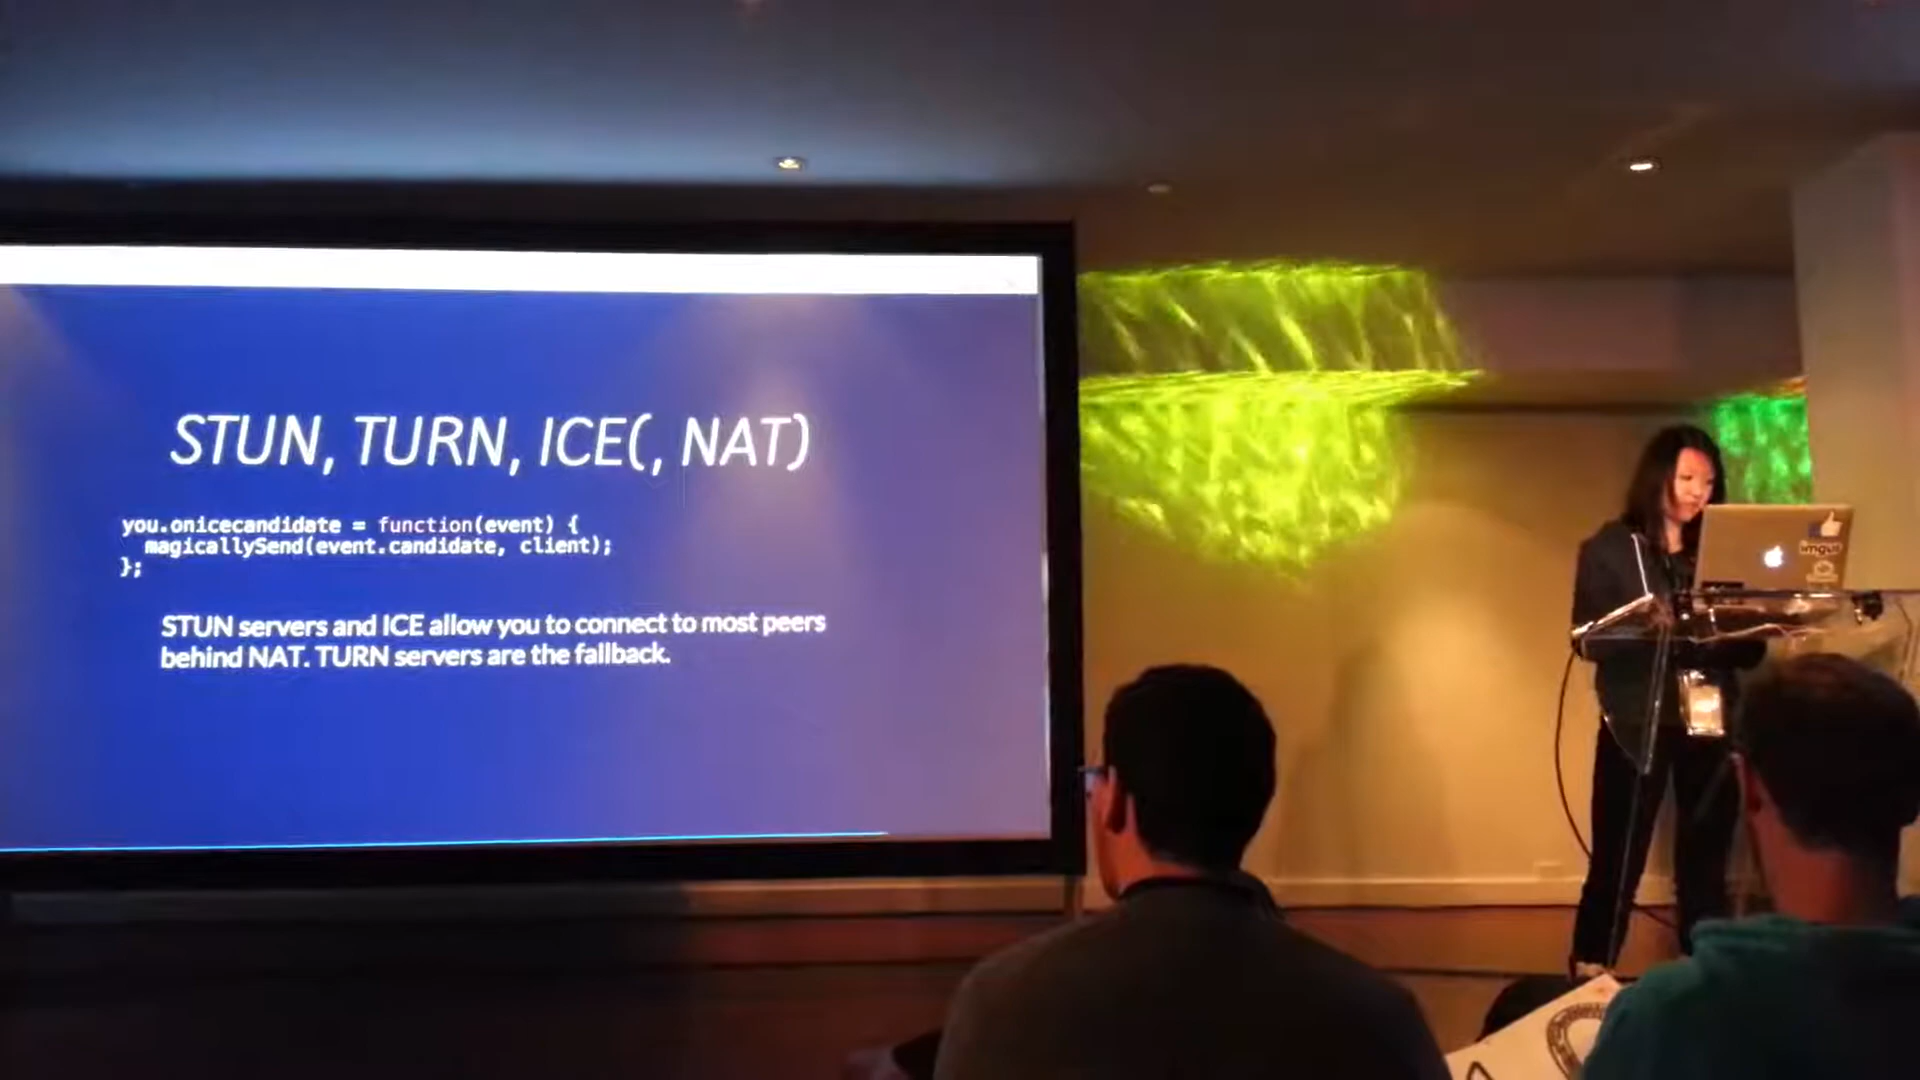 STUN, TURN, ICE(, NAT)
you.onicecandidate = function(event) {
  magicallySend(event.candidate, client);
};
STUN servers and ICE allow you to connect to most peers
behind NAT. TURN servers are the fallback.
imgur